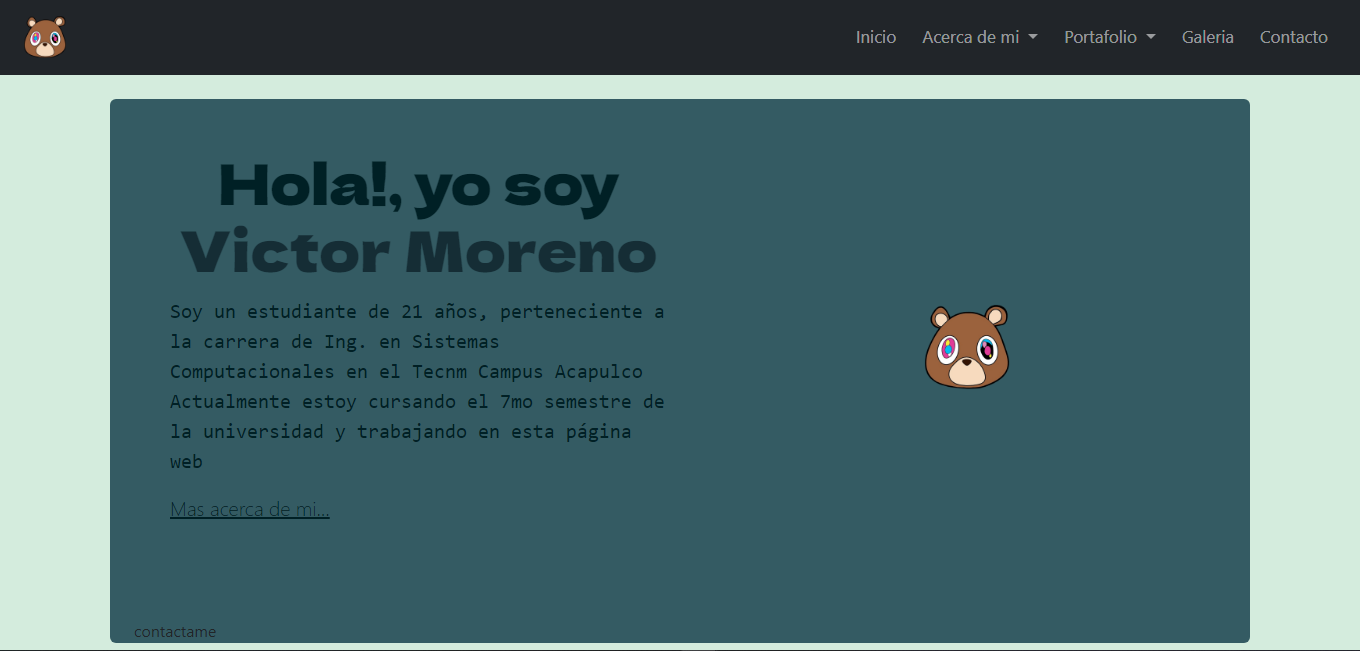 Inicio Acerca de mi Portafolio Galeria Contacto
Hola!, yo soy
Victor Moreno
Soy un estudiante de 21 años, perteneciente a
la carrera de Ing. en Sistemas
Computacionales en el Tecnm Campus Acapulco
Actualmente estoy cursando el 7mo semestre de
la universidad y trabajando en esta página
web
Mas acerca de mi...
contactame